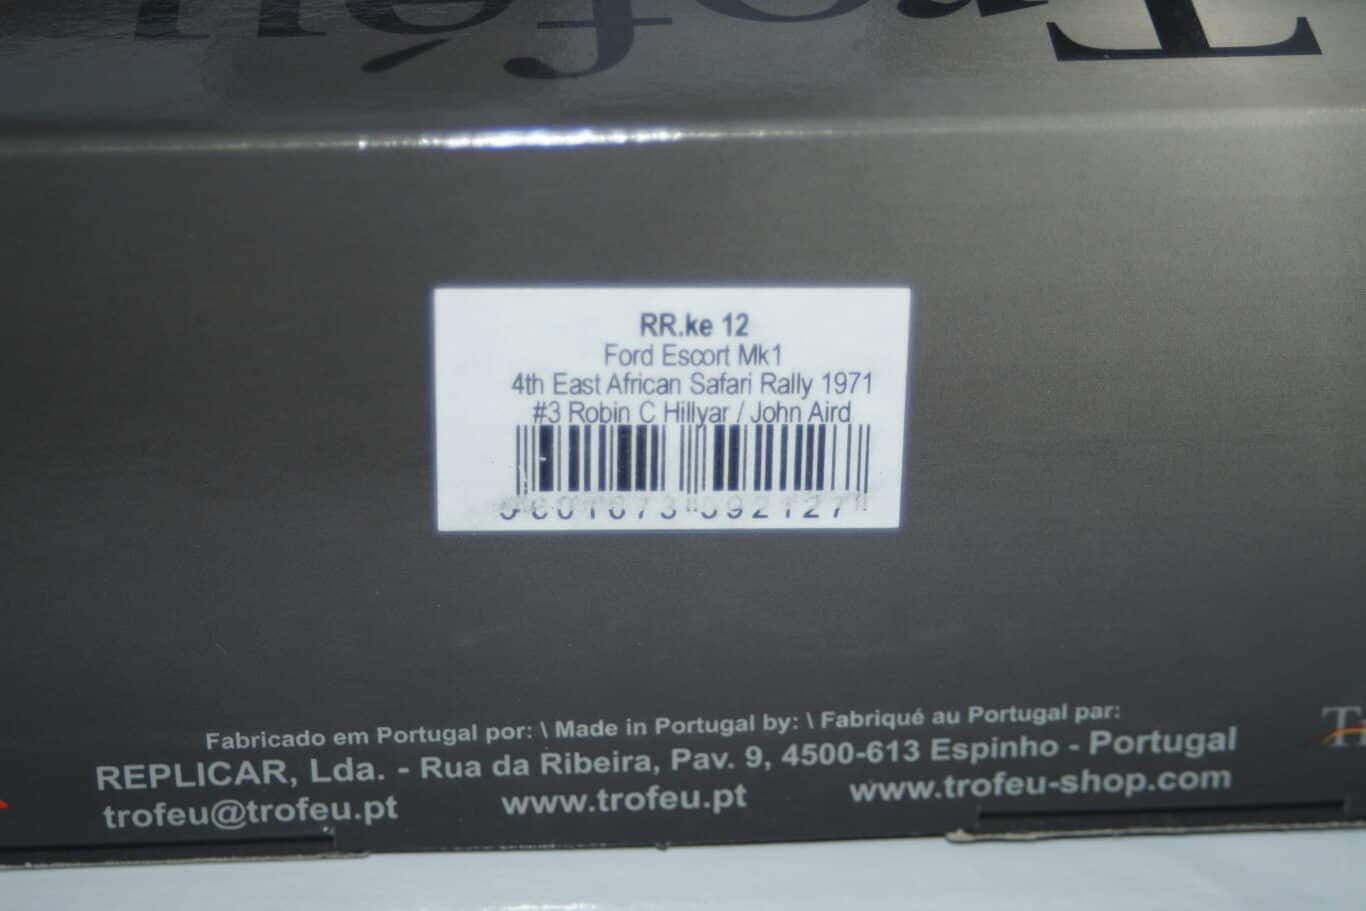 Troféu
RR.ke 12
Ford Escort Mk1
4th East African Safari Rally 1971
#3 Robin C Hillyar / John Aird
Fabricado em Portugal por: \ Made in Portugal by: \ Fabriqué au Portugal par:
REPLICAR, Lda. - Rua da Ribeira, Pav. 9, 4500-613 Espinho - Portugal
trofeu@trofeu.pt www.trofeu.pt www.trofeu-shop.com